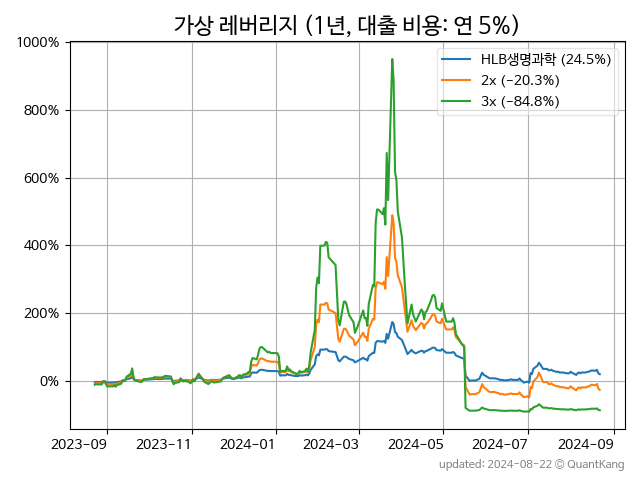 가상 레버리지 (1년, 대출 비용: 연 5%)
HLB생명과학 (24.5%)
2x (−20.3%)
3x (−84.8%)
1000%
800%
600%
400%
200%
0%
2023-09 2023-11 2024-01 2024-03 2024-05 2024-07 2024-09
updated: 2024-08-22 © QuantKang